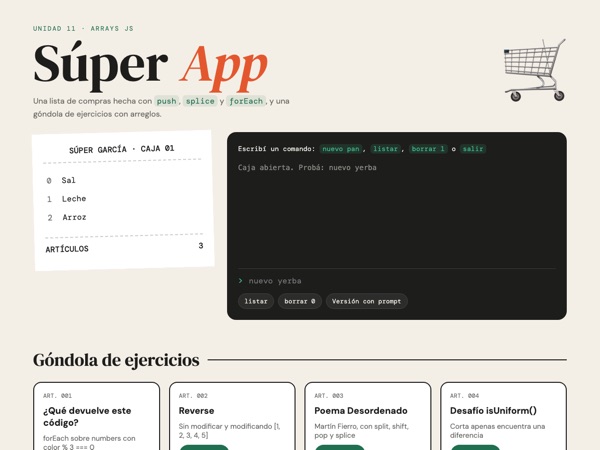 UNIDAD 11 · ARRAYS JS
Súper App
Una lista de compras hecha con push, splice y forEach, y una
góndola de ejercicios con arreglos.
SÚPER GARCÍA · CAJA 01
0 Sal
1 Leche
2 Arroz
ARTÍCULOS 3
Escribí un comando: nuevo pan, listar, borrar 1 o salir
Caja abierta. Probá: nuevo yerba
› nuevo yerba
listar borrar 0 Versión con prompt
Góndola de ejercicios
ART. 001
¿Qué devuelve este
código?
forEach sobre numbers con
color % 3 === 0
ART. 002
Reverse
Sin modificar y modificando [1,
2, 3, 4, 5]
ART. 003
Poema Desordenado
Martín Fierro, con split, shift,
pop y splice
ART. 004
Desafío isUniform()
Corta apenas encuentra una
diferencia